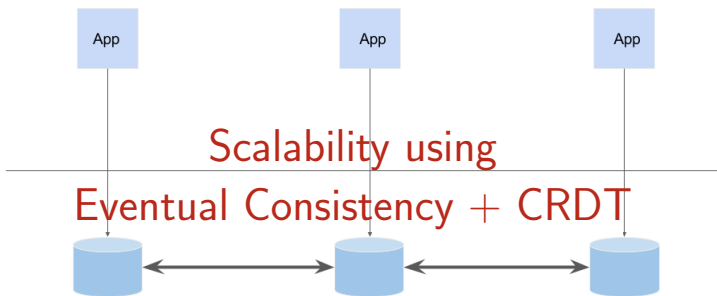 App App App
Scalability using
Eventual Consistency + CRDT